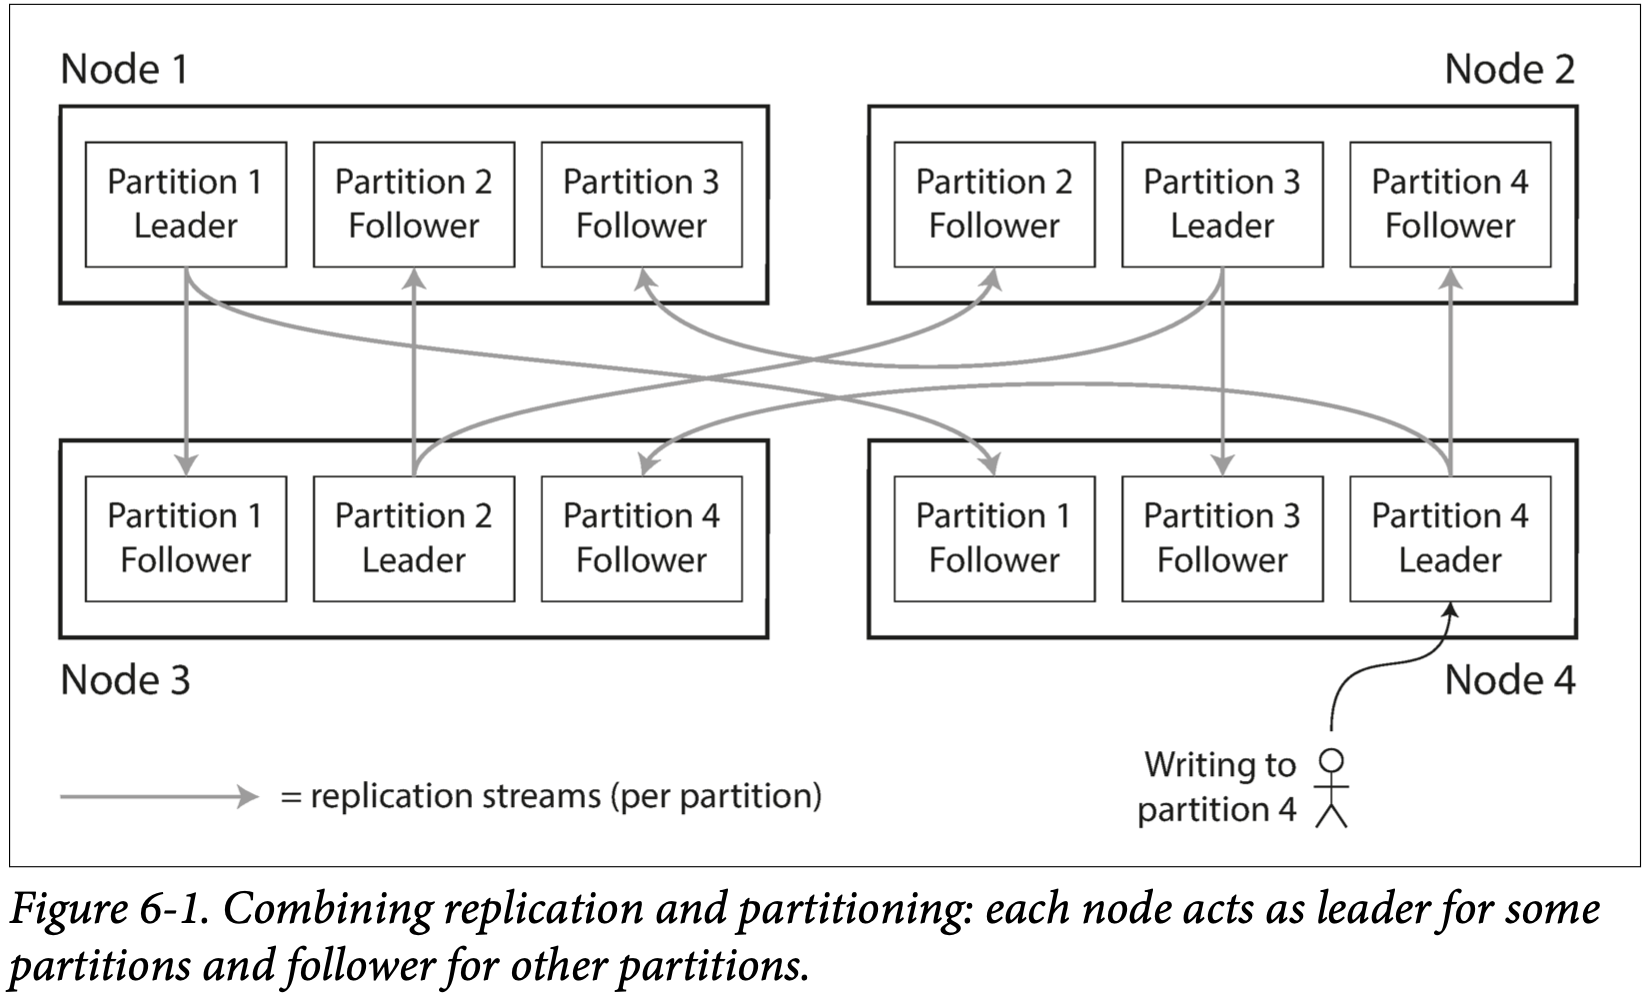 Node 1
Node 2
Partition 1
Leader
Partition 2
Follower
Partition 3
Follower
Partition 2
Follower
Partition 3
Leader
Partition 4
Follower
Partition 1
Follower
Partition 2
Leader
Partition 4
Follower
Partition 1
Follower
Partition 3
Follower
Partition 4
Leader
Node 3
Node 4
Writing to
partition 4
= replication streams (per partition)
Figure 6-1. Combining replication and partitioning: each node acts as leader for some
partitions and follower for other partitions.